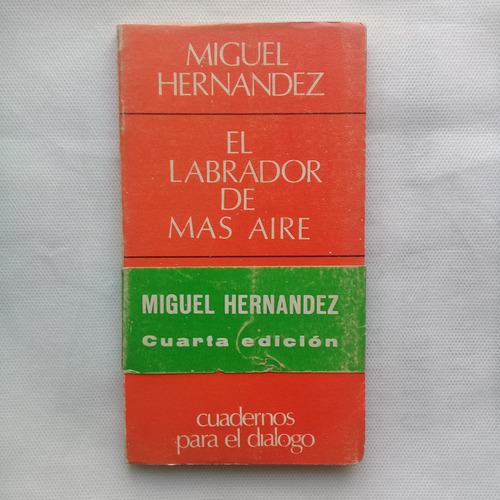 MIGUEL
HERNANDEZ
EL
LABRADOR
DE
MAS AIRE
MIGUEL HERNANDEZ
Cuarta edición
cuadernos
para el dialogo